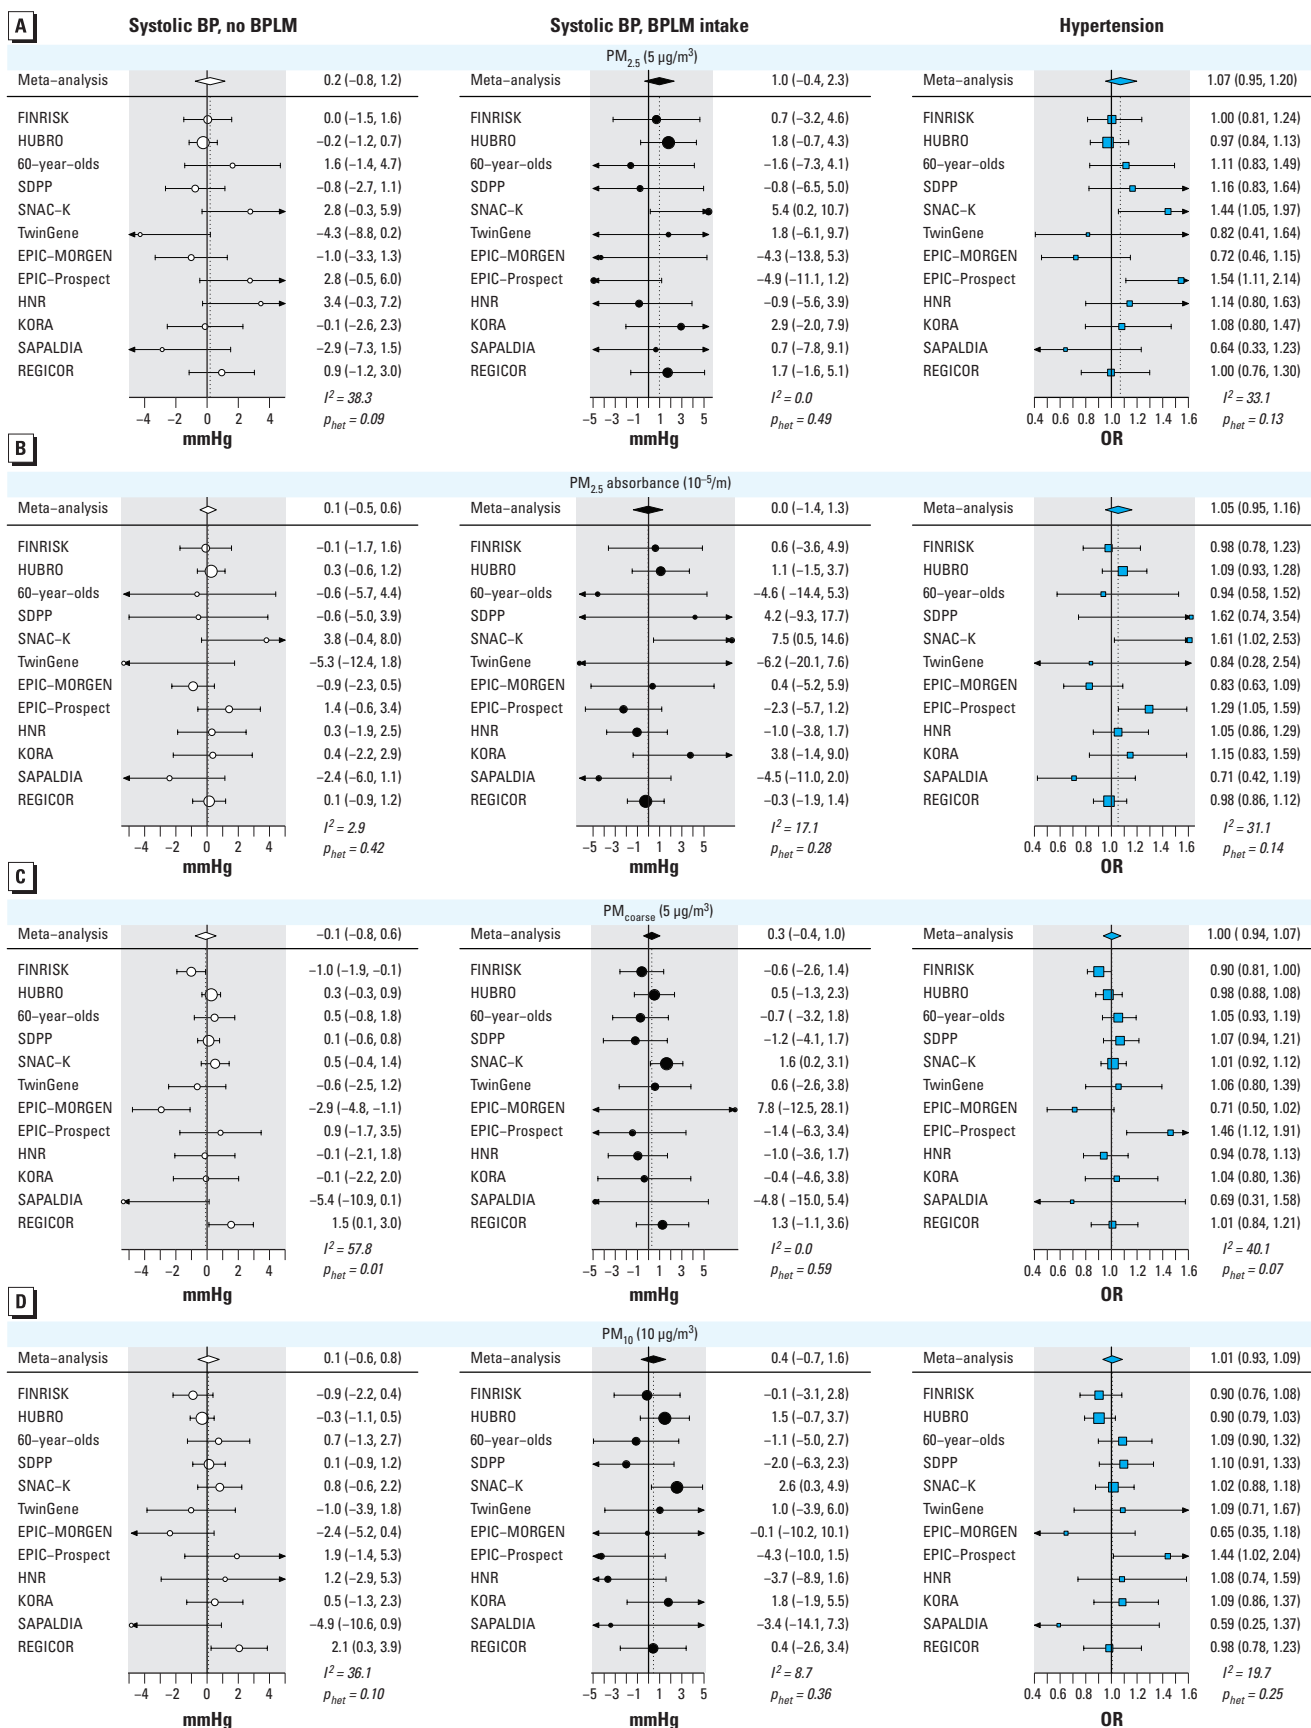 A Systolic BP, no BPLM Systolic BP, BPLM intake Hypertension
PM2.5 (5 μg/m³)
Meta−analysis 0.2 (−0.8, 1.2) Meta−analysis 1.0 (−0.4, 2.3) Meta−analysis 1.07 (0.95, 1.20)
FINRISK 0.0 (−1.5, 1.6) FINRISK 0.7 (−3.2, 4.6) FINRISK 1.00 (0.81, 1.24)
HUBRO −0.2 (−1.2, 0.7) HUBRO 1.8 (−0.7, 4.3) HUBRO 0.97 (0.84, 1.13)
60−year−olds 1.6 (−1.4, 4.7) 60−year−olds −1.6 (−7.3, 4.1) 60−year−olds 1.11 (0.83, 1.49)
SDPP −0.8 (−2.7, 1.1) SDPP −0.8 (−6.5, 5.0) SDPP 1.16 (0.83, 1.64)
SNAC−K 2.8 (−0.3, 5.9) SNAC−K 5.4 (0.2, 10.7) SNAC−K 1.44 (1.05, 1.97)
TwinGene −4.3 (−8.8, 0.2) TwinGene 1.8 (−6.1, 9.7) TwinGene 0.82 (0.41, 1.64)
EPIC−MORGEN −1.0 (−3.3, 1.3) EPIC−MORGEN −4.3 (−13.8, 5.3) EPIC−MORGEN 0.72 (0.46, 1.15)
EPIC−Prospect 2.8 (−0.5, 6.0) EPIC−Prospect −4.9 (−11.1, 1.2) EPIC−Prospect 1.54 (1.11, 2.14)
HNR 3.4 (−0.3, 7.2) HNR −0.9 (−5.6, 3.9) HNR 1.14 (0.80, 1.63)
KORA −0.1 (−2.6, 2.3) KORA 2.9 (−2.0, 7.9) KORA 1.08 (0.80, 1.47)
SAPALDIA −2.9 (−7.3, 1.5) SAPALDIA 0.7 (−7.8, 9.1) SAPALDIA 0.64 (0.33, 1.23)
REGICOR 0.9 (−1.2, 3.0) REGICOR 1.7 (−1.6, 5.1) REGICOR 1.00 (0.76, 1.30)
I² = 38.3 I² = 0.0 I² = 33.1
−4 −2 0 2 4 phet = 0.09 −5 −3 −1 1 3 5 phet = 0.49 0.4 0.6 0.8 1.0 1.2 1.4 1.6 phet = 0.13
mmHg mmHg OR
B
PM2.5 absorbance (10−5/m)
Meta−analysis 0.1 (−0.5, 0.6) Meta−analysis 0.0 (−1.4, 1.3) Meta−analysis 1.05 (0.95, 1.16)
FINRISK −0.1 (−1.7, 1.6) FINRISK 0.6 (−3.6, 4.9) FINRISK 0.98 (0.78, 1.23)
HUBRO 0.3 (−0.6, 1.2) HUBRO 1.1 (−1.5, 3.7) HUBRO 1.09 (0.93, 1.28)
60−year−olds −0.6 (−5.7, 4.4) 60−year−olds −4.6 ( −14.4, 5.3) 60−year−olds 0.94 (0.58, 1.52)
SDPP −0.6 (−5.0, 3.9) SDPP 4.2 (−9.3, 17.7) SDPP 1.62 (0.74, 3.54)
SNAC−K 3.8 (−0.4, 8.0) SNAC−K 7.5 (0.5, 14.6) SNAC−K 1.61 (1.02, 2.53)
TwinGene −5.3 (−12.4, 1.8) TwinGene −6.2 (−20.1, 7.6) TwinGene 0.84 (0.28, 2.54)
EPIC−MORGEN −0.9 (−2.3, 0.5) EPIC−MORGEN 0.4 (−5.2, 5.9) EPIC−MORGEN 0.83 (0.63, 1.09)
EPIC−Prospect 1.4 (−0.6, 3.4) EPIC−Prospect −2.3 (−5.7, 1.2) EPIC−Prospect 1.29 (1.05, 1.59)
HNR 0.3 (−1.9, 2.5) HNR −1.0 (−3.8, 1.7) HNR 1.05 (0.86, 1.29)
KORA 0.4 (−2.2, 2.9) KORA 3.8 (−1.4, 9.0) KORA 1.15 (0.83, 1.59)
SAPALDIA −2.4 (−6.0, 1.1) SAPALDIA −4.5 (−11.0, 2.0) SAPALDIA 0.71 (0.42, 1.19)
REGICOR 0.1 (−0.9, 1.2) REGICOR −0.3 (−1.9, 1.4) REGICOR 0.98 (0.86, 1.12)
I² = 2.9 I² = 17.1 I² = 31.1
−4 −2 0 2 4 phet = 0.42 −5 −3 −1 1 3 5 phet = 0.28 0.4 0.6 0.8 1.0 1.2 1.4 1.6 phet = 0.14
mmHg mmHg OR
C
PMcoarse (5 μg/m³)
Meta−analysis −0.1 (−0.8, 0.6) Meta−analysis 0.3 (−0.4, 1.0) Meta−analysis 1.00 ( 0.94, 1.07)
FINRISK −1.0 (−1.9, −0.1) FINRISK −0.6 (−2.6, 1.4) FINRISK 0.90 (0.81, 1.00)
HUBRO 0.3 (−0.3, 0.9) HUBRO 0.5 (−1.3, 2.3) HUBRO 0.98 (0.88, 1.08)
60−year−olds 0.5 (−0.8, 1.8) 60−year−olds −0.7 ( −3.2, 1.8) 60−year−olds 1.05 (0.93, 1.19)
SDPP 0.1 (−0.6, 0.8) SDPP −1.2 (−4.1, 1.7) SDPP 1.07 (0.94, 1.21)
SNAC−K 0.5 (−0.4, 1.4) SNAC−K 1.6 (0.2, 3.1) SNAC−K 1.01 (0.92, 1.12)
TwinGene −0.6 (−2.5, 1.2) TwinGene 0.6 (−2.6, 3.8) TwinGene 1.06 (0.80, 1.39)
EPIC−MORGEN −2.9 (−4.8, −1.1) EPIC−MORGEN 7.8 (−12.5, 28.1) EPIC−MORGEN 0.71 (0.50, 1.02)
EPIC−Prospect 0.9 (−1.7, 3.5) EPIC−Prospect −1.4 (−6.3, 3.4) EPIC−Prospect 1.46 (1.12, 1.91)
HNR −0.1 (−2.1, 1.8) HNR −1.0 (−3.6, 1.7) HNR 0.94 (0.78, 1.13)
KORA −0.1 (−2.2, 2.0) KORA −0.4 (−4.6, 3.8) KORA 1.04 (0.80, 1.36)
SAPALDIA −5.4 (−10.9, 0.1) SAPALDIA −4.8 (−15.0, 5.4) SAPALDIA 0.69 (0.31, 1.58)
REGICOR 1.5 (0.1, 3.0) REGICOR 1.3 (−1.1, 3.6) REGICOR 1.01 (0.84, 1.21)
I² = 57.8 I² = 0.0 I² = 40.1
−4 −2 0 2 4 phet = 0.01 −5 −3 −1 1 3 5 phet = 0.59 0.4 0.6 0.8 1.0 1.2 1.4 1.6 phet = 0.07
mmHg mmHg OR
D
PM10 (10 μg/m³)
Meta−analysis 0.1 (−0.6, 0.8) Meta−analysis 0.4 (−0.7, 1.6) Meta−analysis 1.01 (0.93, 1.09)
FINRISK −0.9 (−2.2, 0.4) FINRISK −0.1 (−3.1, 2.8) FINRISK 0.90 (0.76, 1.08)
HUBRO −0.3 (−1.1, 0.5) HUBRO 1.5 (−0.7, 3.7) HUBRO 0.90 (0.79, 1.03)
60−year−olds 0.7 (−1.3, 2.7) 60−year−olds −1.1 (−5.0, 2.7) 60−year−olds 1.09 (0.90, 1.32)
SDPP 0.1 (−0.9, 1.2) SDPP −2.0 (−6.3, 2.3) SDPP 1.10 (0.91, 1.33)
SNAC−K 0.8 (−0.6, 2.2) SNAC−K 2.6 (0.3, 4.9) SNAC−K 1.02 (0.88, 1.18)
TwinGene −1.0 (−3.9, 1.8) TwinGene 1.0 (−3.9, 6.0) TwinGene 1.09 (0.71, 1.67)
EPIC−MORGEN −2.4 (−5.2, 0.4) EPIC−MORGEN −0.1 (−10.2, 10.1) EPIC−MORGEN 0.65 (0.35, 1.18)
EPIC−Prospect 1.9 (−1.4, 5.3) EPIC−Prospect −4.3 (−10.0, 1.5) EPIC−Prospect 1.44 (1.02, 2.04)
HNR 1.2 (−2.9, 5.3) HNR −3.7 (−8.9, 1.6) HNR 1.08 (0.74, 1.59)
KORA 0.5 (−1.3, 2.3) KORA 1.8 (−1.9, 5.5) KORA 1.09 (0.86, 1.37)
SAPALDIA −4.9 (−10.6, 0.9) SAPALDIA −3.4 (−14.1, 7.3) SAPALDIA 0.59 (0.25, 1.37)
REGICOR 2.1 (0.3, 3.9) REGICOR 0.4 (−2.6, 3.4) REGICOR 0.98 (0.78, 1.23)
I² = 36.1 I² = 8.7 I² = 19.7
−4 −2 0 2 4 phet = 0.10 −5 −3 −1 1 3 5 phet = 0.36 0.4 0.6 0.8 1.0 1.2 1.4 1.6 phet = 0.25
mmHg mmHg OR